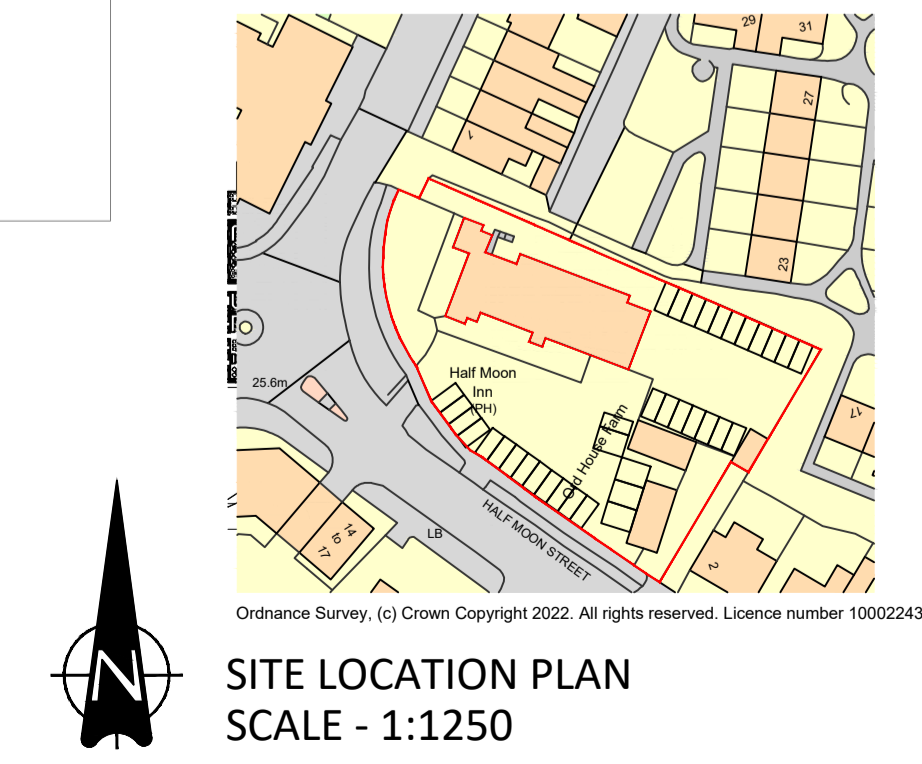 29
31
27
1
23
25.6m
Half Moon
Inn
(PH)
Old House Farm
17
HALF MOON STREET
LB
14
to
17
2
Ordnance Survey, (c) Crown Copyright 2022. All rights reserved. Licence number 10002243
N
SITE LOCATION PLAN
SCALE - 1:1250